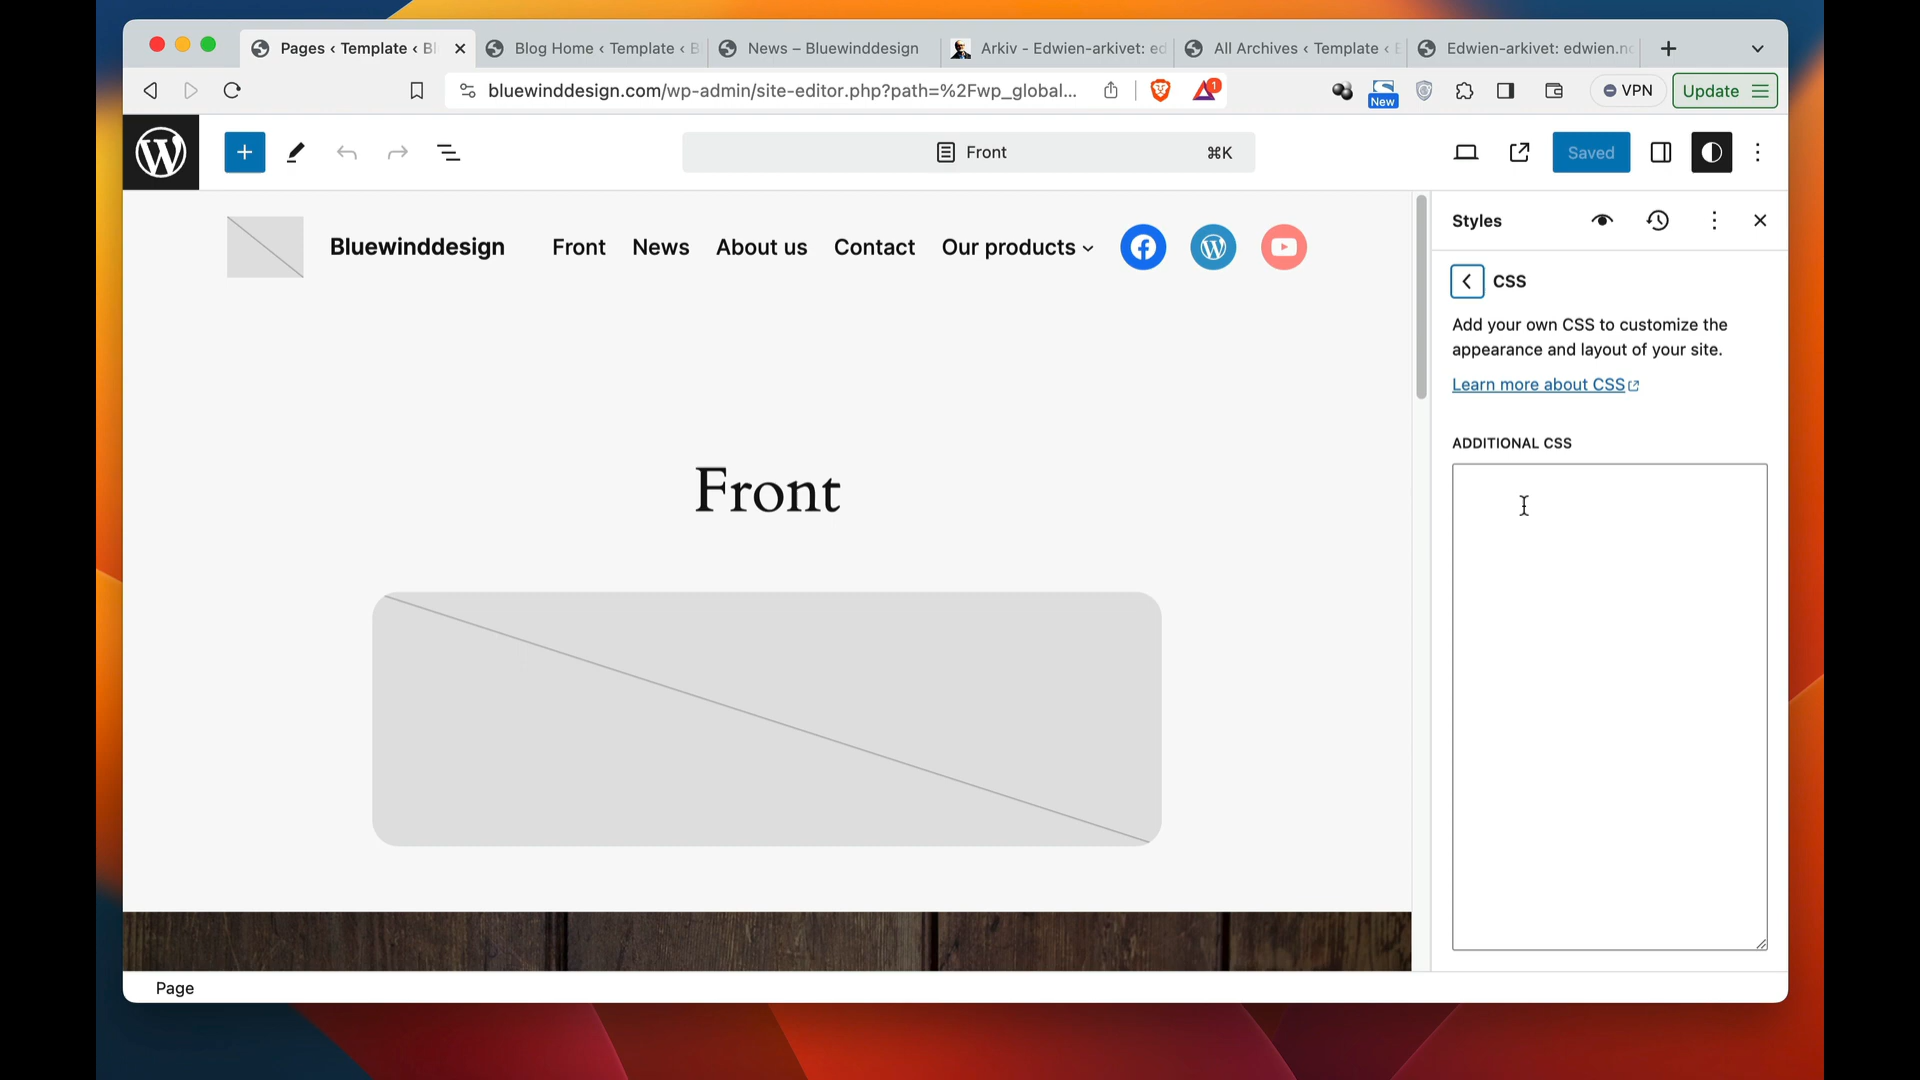 Pages ‹ Template ‹ Bl
Blog Home ‹ Template ‹ B
News – Bluewinddesign
Arkiv - Edwien-arkivet: ed
All Archives ‹ Template ‹ B
Edwien-arkivet: edwien.no
bluewinddesign.com/wp-admin/site-editor.php?path=%2Fwp_global...
1
New
VPN
Update
Front
⌘K
Saved
Bluewinddesign
Front
News
About us
Contact
Our products
Styles
CSS
Add your own CSS to customize the
appearance and layout of your site.
Learn more about CSS
ADDITIONAL CSS
Front
Page